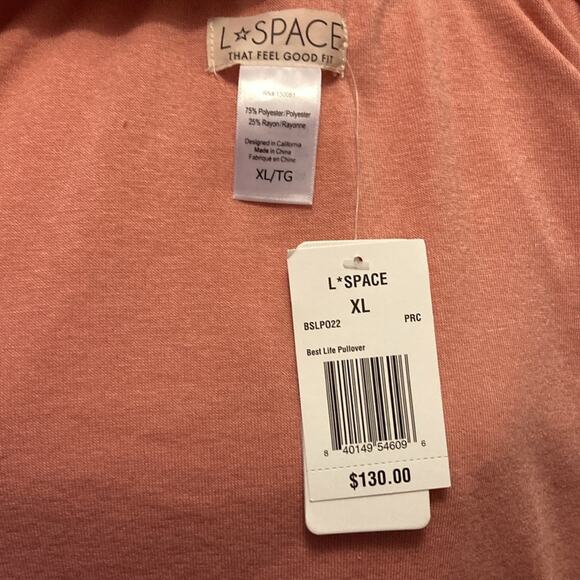 L☆SPACE
THAT FEEL GOOD FIT
75% Polyester/Polyester
25% Rayon/Rayonne
Designed in California
Made in China
Fabriqué en Chine
XL/TG
L*SPACE
XL
BSLPO22 PRC
Best Life Pullover
8 40149 54609 6
$130.00